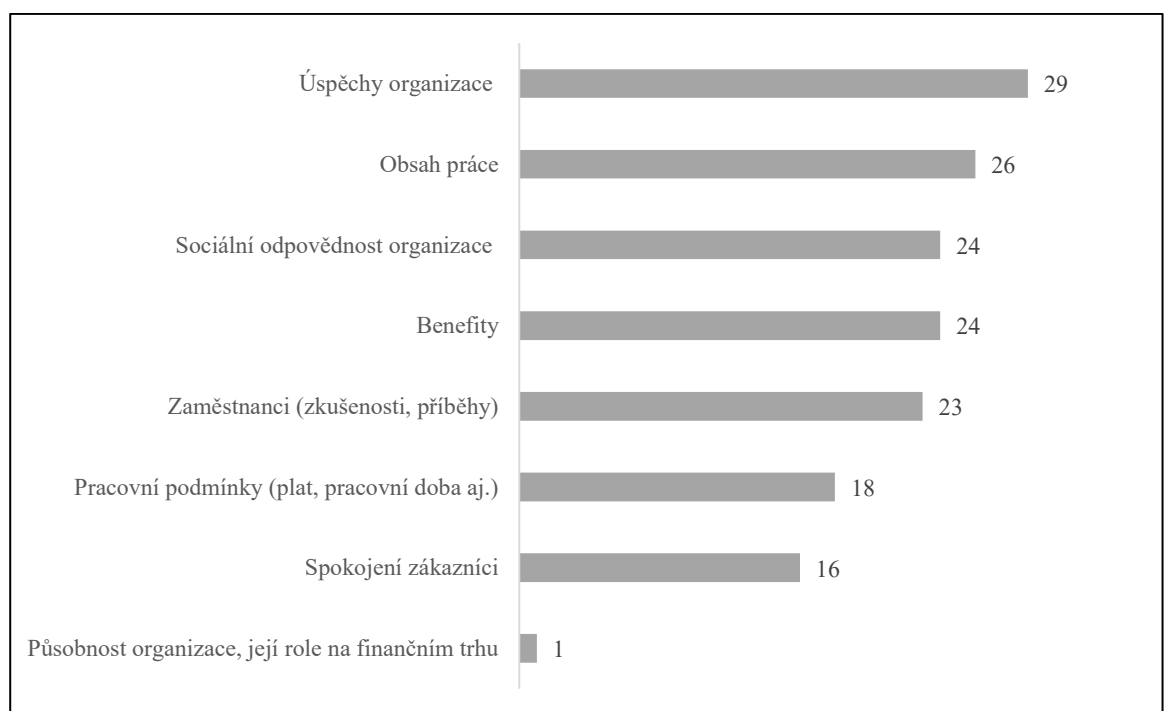 Úspěchy organizace 29
Obsah práce 26
Sociální odpovědnost organizace 24
Benefity 24
Zaměstnanci (zkušenosti, příběhy) 23
Pracovní podmínky (plat, pracovní doba aj.) 18
Spokojení zákazníci 16
Působnost organizace, její role na finančním trhu 1